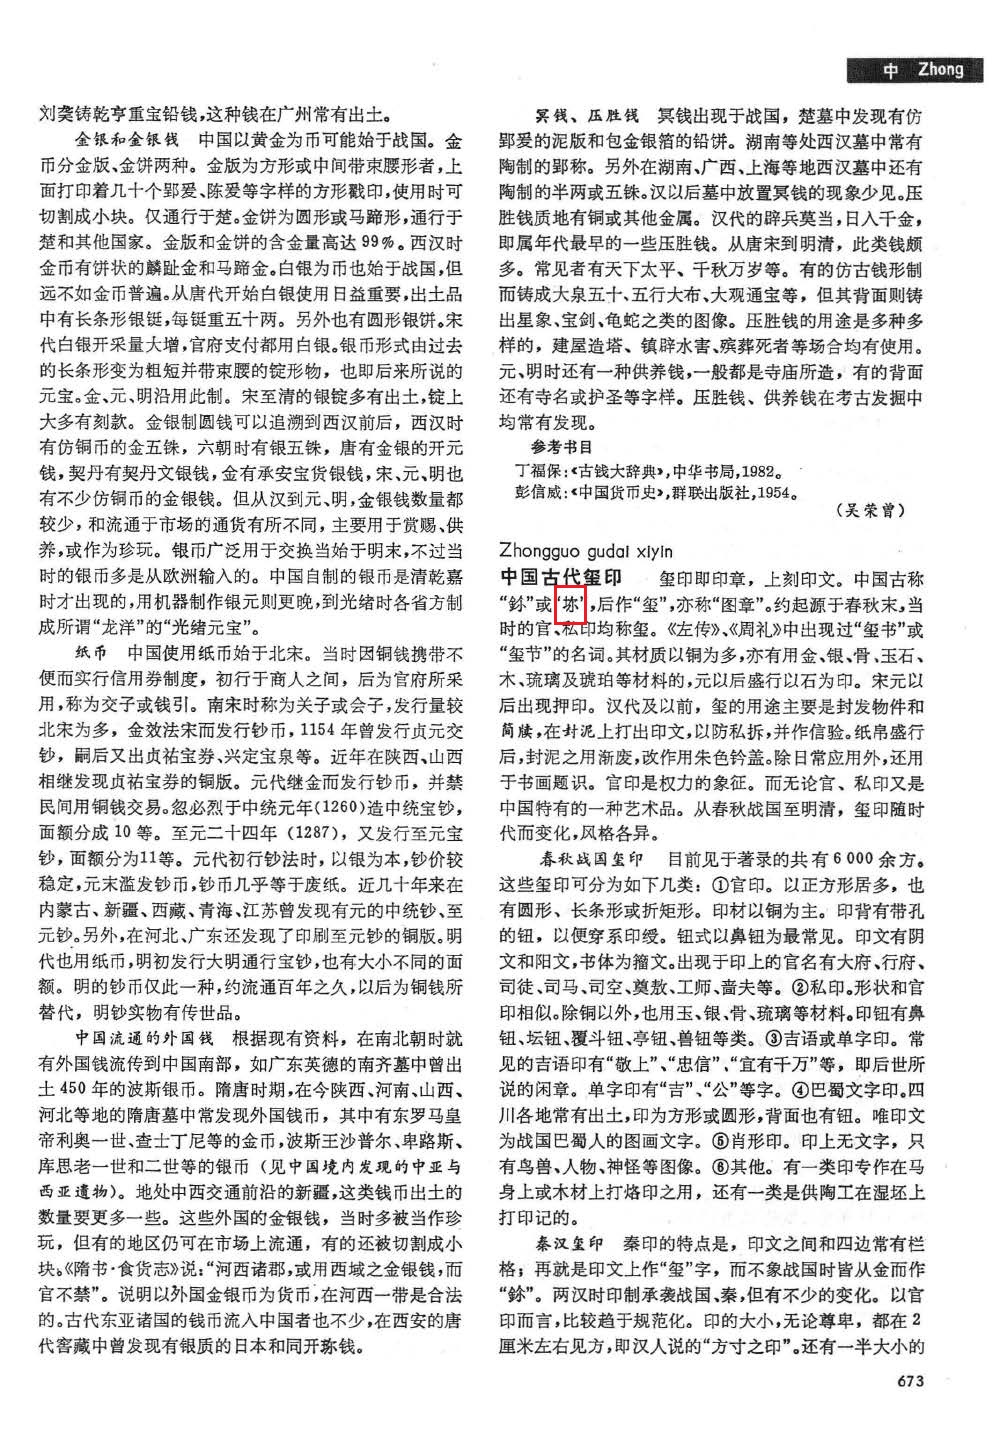 中 Zhong
刘䶮铸乾亨重宝铅钱,这种钱在广州常有出土。
金银和金银钱 中国以黄金为币可能始于战国。金
币分金版、金饼两种。金版为方形或中间带束腰形者,上
面打印着几十个郢爰、陈爰等字样的方形戳印,使用时可
切割成小块。仅通行于楚。金饼为圆形或马蹄形,通行于
楚和其他国家。金版和金饼的含金量高达99%。西汉时
金币有饼状的麟趾金和马蹄金。白银为币也始于战国,但
远不如金币普遍。从唐代开始白银使用日益重要,出土品
中有长条形银铤,每铤重五十两。另外也有圆形银饼。宋
代白银开采量大增,官府支付都用白银。银币形式由过去
的长条形变为粗短并带束腰的锭形物,也即后来所说的
元宝。金、元、明沿用此制。宋至清的银锭多有出土,锭上
大多有刻款。金银制圆钱可以追溯到西汉前后,西汉时
有仿铜币的金五铢,六朝时有银五铢,唐有金银的开元
钱,契丹有契丹文银钱,金有承安宝货银钱,宋、元、明也
有不少仿铜币的金银钱。但从汉到元、明,金银钱数量都
较少,和流通于市场的通货有所不同,主要用于赏赐、供
养,或作为珍玩。银币广泛用于交换当始于明末,不过当
时的银币多是从欧洲输入的。中国自制的银币是清乾嘉
时才出现的,用机器制作银元则更晚,到光绪时各省方制
成所谓“龙洋”的“光绪元宝”。
纸币 中国使用纸币始于北宋。当时因铜钱携带不
便而实行信用券制度,初行于商人之间,后为官府所采
用,称为交子或钱引。南宋时称为关子或会子,发行量较
北宋为多,金效法宋而发行钞币,1154年曾发行贞元交
钞,嗣后又出贞祐宝券、兴定宝泉等。近年在陕西、山西
相继发现贞祐宝券的铜版。元代继金而发行钞币,并禁
民间用铜钱交易。忽必烈于中统元年(1260)造中统宝钞,
面额分成10等。至元二十四年(1287),又发行至元宝
钞,面额分为11等。元代初行钞法时,以银为本,钞价较
稳定,元末滥发钞币,钞币几乎等于废纸。近几十年来在
内蒙古、新疆、西藏、青海、江苏曾发现有元的中统钞、至
元钞。另外,在河北、广东还发现了印刷至元钞的铜版。明
代也用纸币,明初发行大明通行宝钞,也有大小不同的面
额。明的钞币仅此一种,约流通百年之久,以后为铜钱所
替代,明钞实物有传世品。
中国流通的外国钱 根据现有资料,在南北朝时就
有外国钱流传到中国南部,如广东英德的南齐墓中曾出
土450年的波斯银币。隋唐时期,在今陕西、河南、山西、
河北等地的隋唐墓中常发现外国钱币,其中有东罗马皇
帝利奥一世、查士丁尼等的金币,波斯王沙普尔、卑路斯、
库思老一世和二世等的银币(见中国境内发现的中亚与
西亚遗物)。地处中西交通前沿的新疆,这类钱币出土的
数量要更多一些。这些外国的金银钱,当时多被当作珍
玩,但有的地区仍可在市场上流通,有的还被切割成小
块。《隋书·食货志》说:“河西诸郡,或用西域之金银钱,而
官不禁”。说明以外国金银币为货币,在河西一带是合法
的。古代东亚诸国的钱币流入中国者也不少,在西安的唐
代窖藏中曾发现有银质的日本和同开称钱。
冥钱、压胜钱 冥钱出现于战国,楚墓中发现有仿
郢爰的泥版和包金银箔的铅饼。湖南等处西汉墓中常有
陶制的郢称。另外在湖南、广西、上海等地西汉墓中还有
陶制的半两或五铢。汉以后墓中放置冥钱的现象少见。压
胜钱质地有铜或其他金属。汉代的辟兵莫当,日入千金,
即属年代最早的一些压胜钱。从唐宋到明清,此类钱颇
多。常见者有天下太平、千秋万岁等。有的仿古钱形制
而铸成大泉五十、五行大布、大观通宝等,但其背面则铸
出星象、宝剑、龟蛇之类的图像。压胜钱的用途是多种多
样的,建屋造塔、镇辟水害、殡葬死者等场合均有使用。
元、明时还有一种供养钱,一般都是寺庙所造,有的背面
还有寺名或护圣等字样。压胜钱、供养钱在考古发掘中
均常有发现。
参考书目
丁福保:《古钱大辞典》,中华书局,1982。
彭信威:《中国货币史》,群联出版社,1954。
(吴荣曾)
Zhongguo gudai xiyin
中国古代玺印 玺印即印章,上刻印文。中国古称
“鉨”或“坹”,后作“玺”,亦称“图章”。约起源于春秋末,当
时的官、私印均称玺。《左传》、《周礼》中出现过“玺书”或
“玺节”的名词。其材质以铜为多,亦有用金、银、骨、玉石、
木、琉璃及琥珀等材料的,元以后盛行以石为印。宋元以
后出现押印。汉代及以前,玺的用途主要是封发物件和
简牍,在封泥上打出印文,以防私拆,并作信验。纸帛盛行
后,封泥之用渐废,改作用朱色钤盖。除日常应用外,还用
于书画题识。官印是权力的象征。而无论官、私印又是
中国特有的一种艺术品。从春秋战国至明清,玺印随时
代而变化,风格各异。
春秋战国玺印 目前见于著录的共有6 000余方。
这些玺印可分为如下几类:①官印。以正方形居多,也
有圆形、长条形或折矩形。印材以铜为主。印背有带孔
的钮,以便穿系印绶。钮式以鼻钮为最常见。印文有阴
文和阳文,书体为籀文。出现于印上的官名有大府、行府、
司徒、司马、司空、莫敖、工师、啬夫等。②私印。形状和官
印相似。除铜以外,也用玉、银、骨、琉璃等材料。印钮有鼻
钮、坛钮、覆斗钮、亭钮、兽钮等类。③吉语或单字印。常
见的吉语印有“敬上”、“忠信”、“宜有千万”等,即后世所
说的闲章。单字印有“吉”、“公”等字。④巴蜀文字印。四
川各地常有出土,印为方形或圆形,背面也有钮。唯印文
为战国巴蜀人的图画文字。⑤肖形印。印上无文字,只
有鸟兽、人物、神怪等图像。⑥其他。有一类印专作在马
身上或木材上打烙印之用,还有一类是供陶工在湿坯上
打印记的。
秦汉玺印 秦印的特点是,印文之间和四边常有栏
格;再就是印文上作“玺”字,而不象战国时皆从金而作
“鉨”。两汉时印制承袭战国、秦,但有不少的变化。以官
印而言,比较趋于规范化。印的大小,无论尊卑,都在2
厘米左右见方,即汉人说的“方寸之印”。还有一半大小的
673